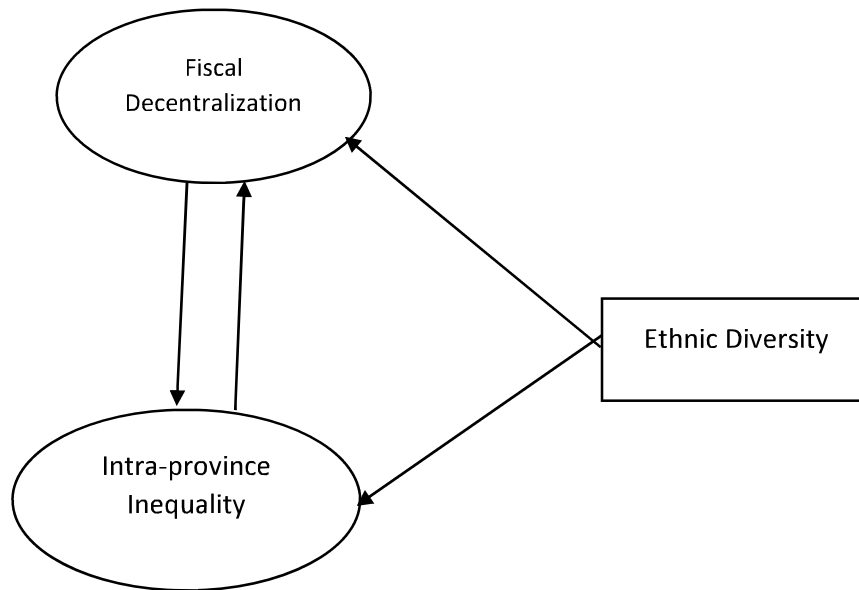 Fiscal
Decentralization
Ethnic Diversity
Intra-province
Inequality